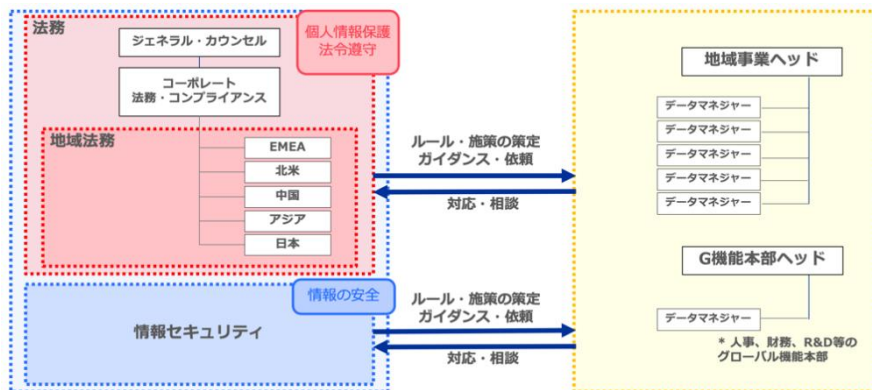 法務
個人情報保護
法令遵守
ジェネラル・カウンセル
コーポレート
法務・コンプライアンス
地域法務
EMEA
北米
中国
アジア
日本
情報の安全
情報セキュリティ
ルール・施策の策定
ガイダンス・依頼
対応・相談
ルール・施策の策定
ガイダンス・依頼
対応・相談
地域事業ヘッド
データマネジャー
データマネジャー
データマネジャー
データマネジャー
データマネジャー
G機能本部ヘッド
データマネジャー
* 人事、財務、R&D等の
グローバル機能本部